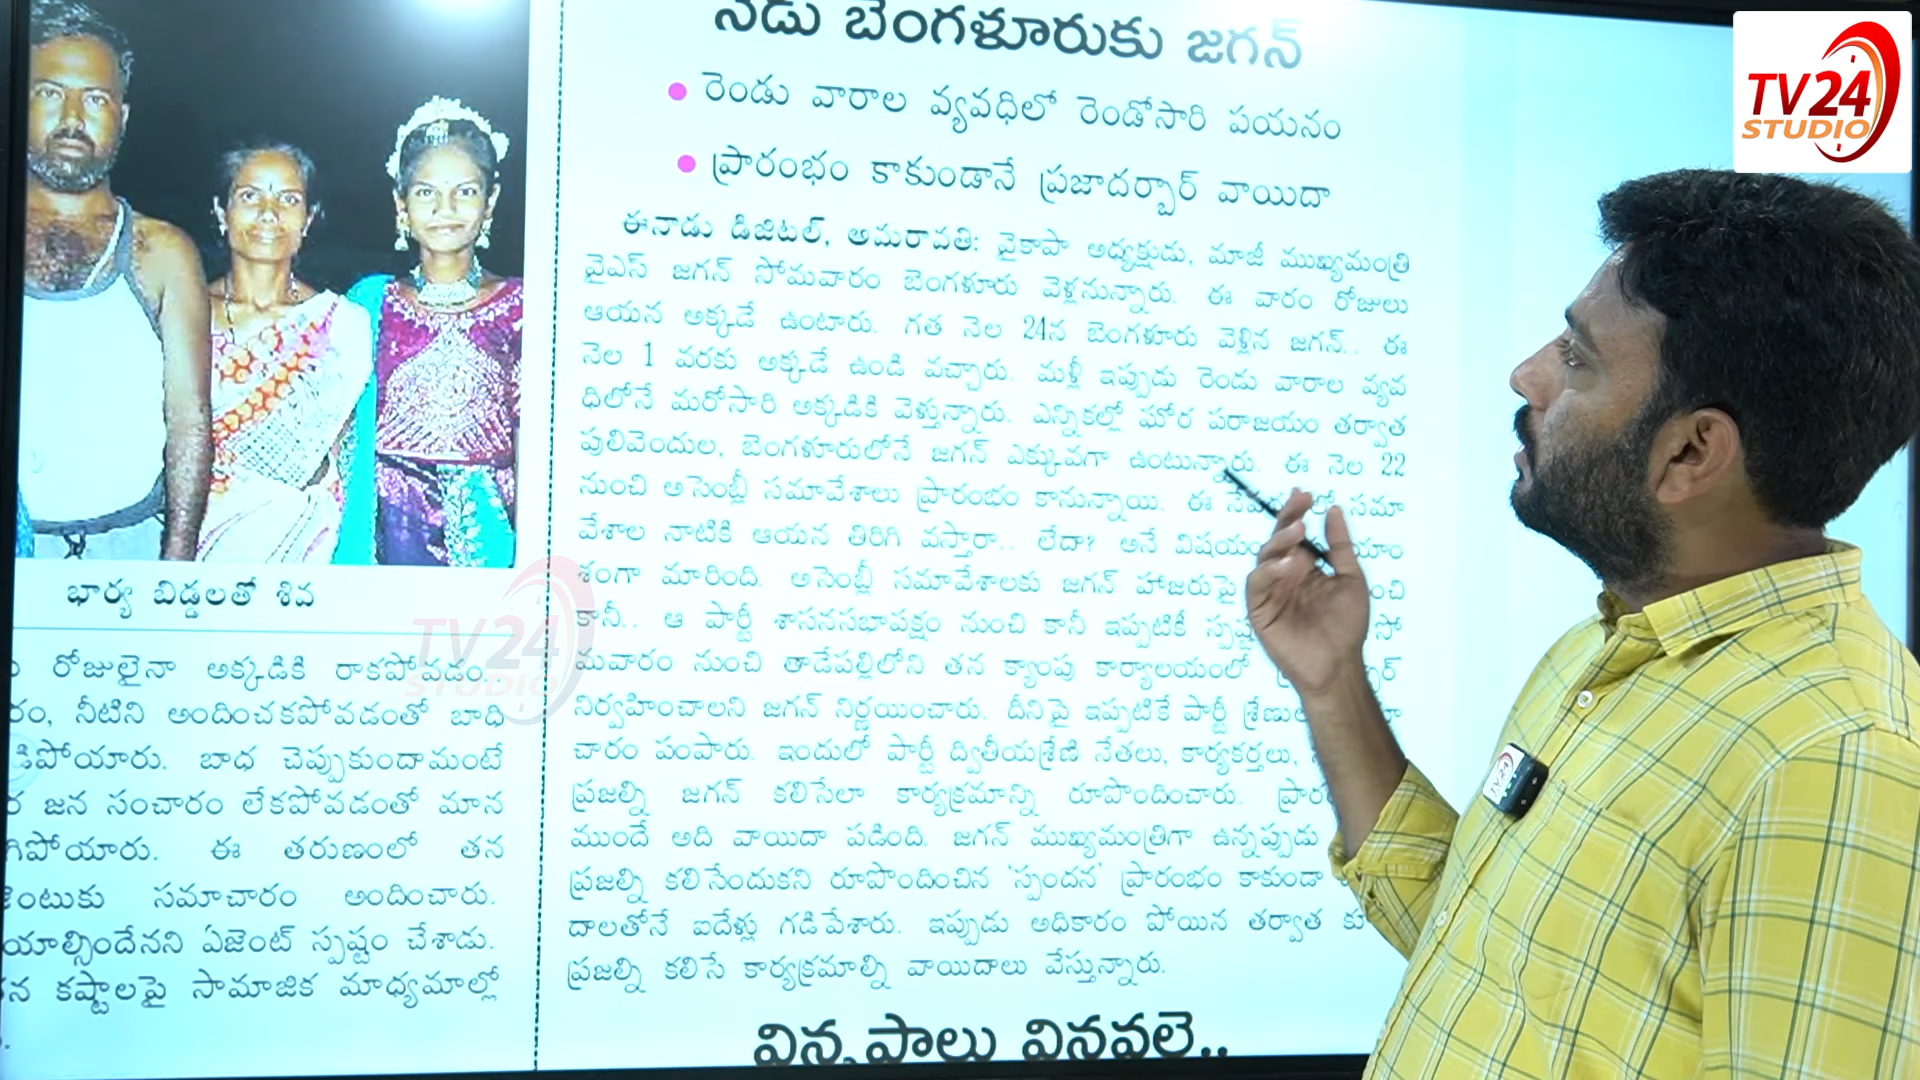 నేడు బెంగళూరుకు జగన్
రెండు వారాల వ్యవధిలో రెండోసారి పయనం
ప్రారంభం కాకుండానే ప్రజాదర్బార్ వాయిదా
ఈనాడు డిజిటల్, అమరావతి: వైకాపా అధ్యక్షుడు, మాజీ ముఖ్యమంత్రి
వైఎస్ జగన్ సోమవారం బెంగళూరు వెళ్లనున్నారు. ఈ వారం రోజులు
ఆయన అక్కడే ఉంటారు. గత నెల 24న బెంగళూరు వెళ్లిన జగన్.. ఈ
నెల 1 వరకు అక్కడే ఉండి వచ్చారు. మళ్లీ ఇప్పుడు రెండు వారాల వ్యవ
ధిలోనే మరోసారి అక్కడికి వెళ్తున్నారు. ఎన్నికల్లో ఘోర పరాజయం తర్వాత
పులివెందుల, బెంగళూరులోనే జగన్ ఎక్కువగా ఉంటున్నారు. ఈ నెల 22
నుంచి అసెంబ్లీ సమావేశాలు ప్రారంభం కానున్నాయి. ఈ సమా
వేశాల నాటికి ఆయన తిరిగి వస్తారా.. లేదా? అనే
శంగా మారింది. అసెంబ్లీ సమావేశాలకు జగన్ హాజరుపై
కానీ.. ఆ పార్టీ శాసనసభాపక్షం నుంచి కానీ ఇప్పటికీ సో
మవారం నుంచి తాడేపల్లిలోని తన క్యాంపు కార్యాలయంలో
నిర్వహించాలని జగన్ నిర్ణయించారు. దీనిపై ఇప్పటికే పార్టీ
చారం పంపారు. ఇందులో పార్టీ ద్వితీయశ్రేణి నేతలు, కార్యకర్తలు,
ప్రజల్ని జగన్ కలిసేలా కార్యక్రమాన్ని రూపొందించారు.
ముందే అది వాయిదా పడింది. జగన్ ముఖ్యమంత్రిగా ఉన్నప్పుడు
ప్రజల్ని కలిసేందుకని రూపొందించిన 'స్పందన' ప్రారంభం కాకుండా
దాలతోనే ఐదేళ్లు గడిపేశారు. ఇప్పుడు అధికారం పోయిన తర్వాత
ప్రజల్ని కలిసే కార్యక్రమాల్ని వాయిదాలు వేస్తున్నారు.
విన్నపాలు వినవలె..
భార్య బిడ్డలతో శివ
రోజులైనా అక్కడికి రాకపోవడం..
నీటిని అందించకపోవడంతో బాధి
బాధ చెప్పుకుందామంటే
జన సంచారం లేకపోవడంతో మాన
ఈ తరుణంలో తన
సమాచారం అందించారు.
ఏజెంట్ స్పష్టం చేశాడు.
కష్టాలపై సామాజిక మాధ్యమాల్లో
TV24
STUDIO
TV24
STUDIO
TV24